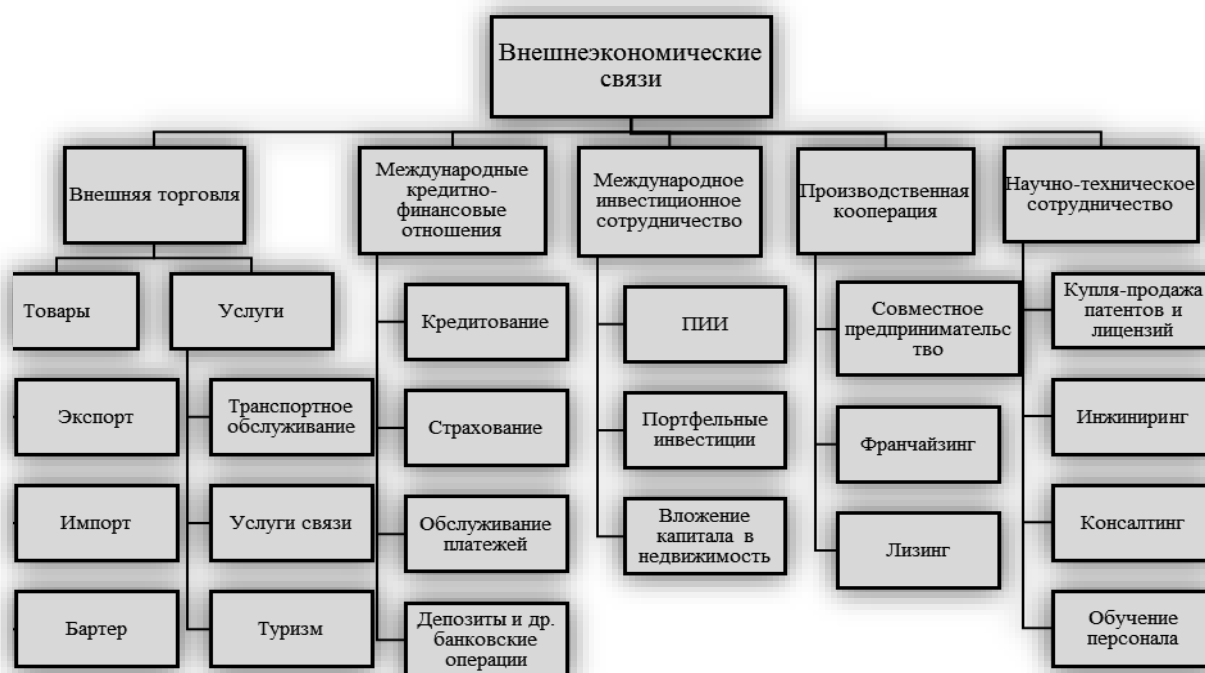 Внешнеэкономические
связи
Внешняя торговля
Международные
кредитно-
финансовые
отношения
Международное
инвестиционное
сотрудничество
Производственная
кооперация
Научно-техническое
сотрудничество
Товары
Услуги
Экспорт
Импорт
Бартер
Транспортное
обслуживание
Услуги связи
Туризм
Кредитование
Страхование
Обслуживание
платежей
Депозиты и др.
банковские
операции
ПИИ
Портфельные
инвестиции
Вложение
капитала в
недвижимость
Совместное
предпринимательс
тво
Франчайзинг
Лизинг
Купля-продажа
патентов и
лицензий
Инжиниринг
Консалтинг
Обучение
персонала